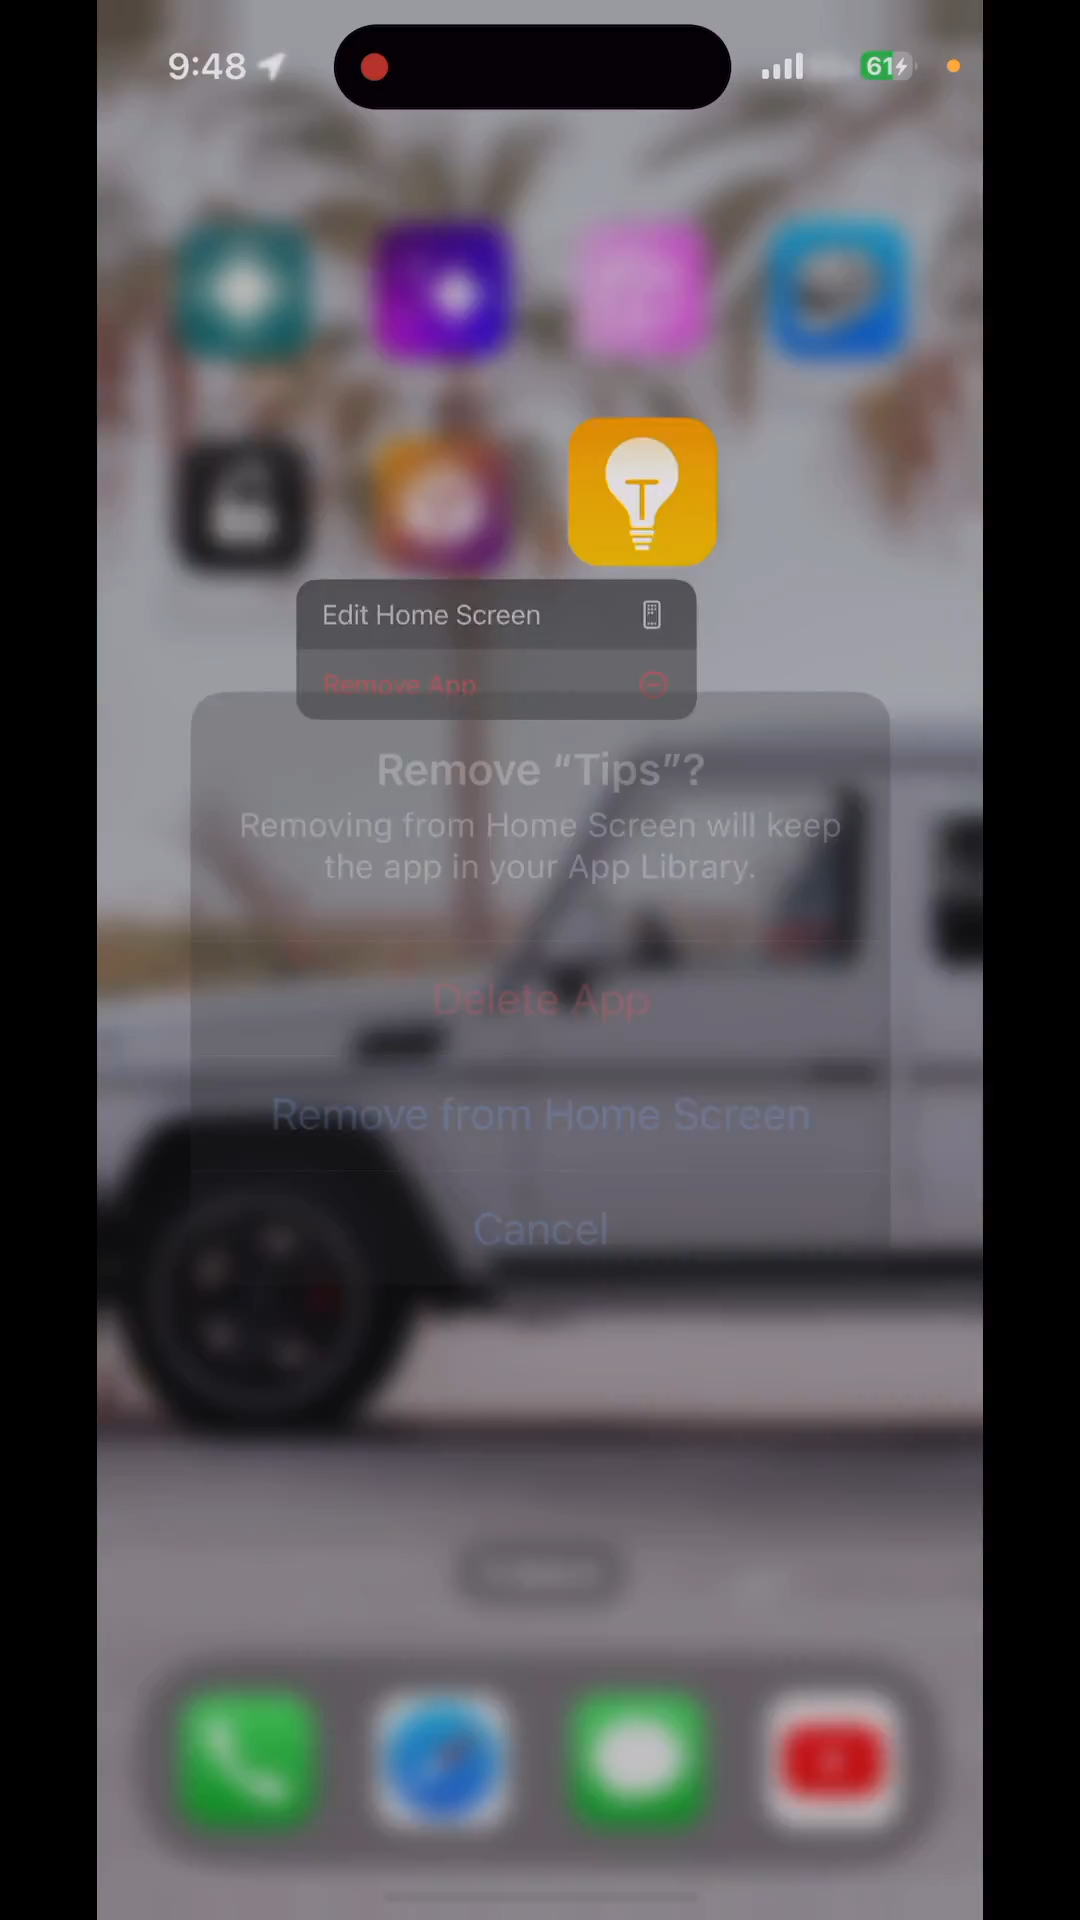 9:48
61
Edit Home Screen
Remove App
Remove “Tips”?
Removing from Home Screen will keep
the app in your App Library.
Delete App
Remove from Home Screen
Cancel